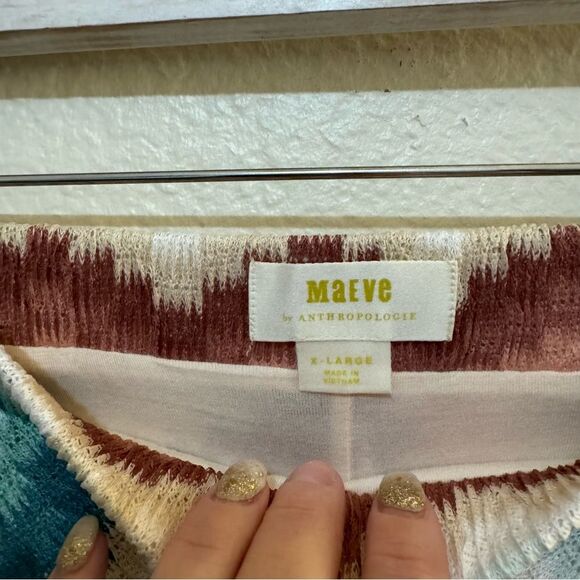 MaEve
by ANTHROPOLOGIE
X-LARGE
MADE IN
VIETNAM